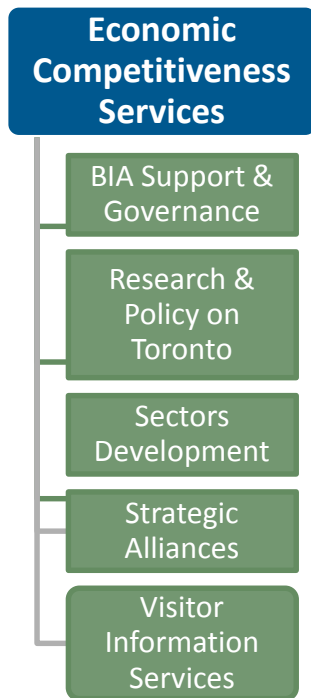 Economic
Competitiveness
Services
BIA Support &
Governance
Research &
Policy on
Toronto
Sectors
Development
Strategic
Alliances
Visitor
Information
Services